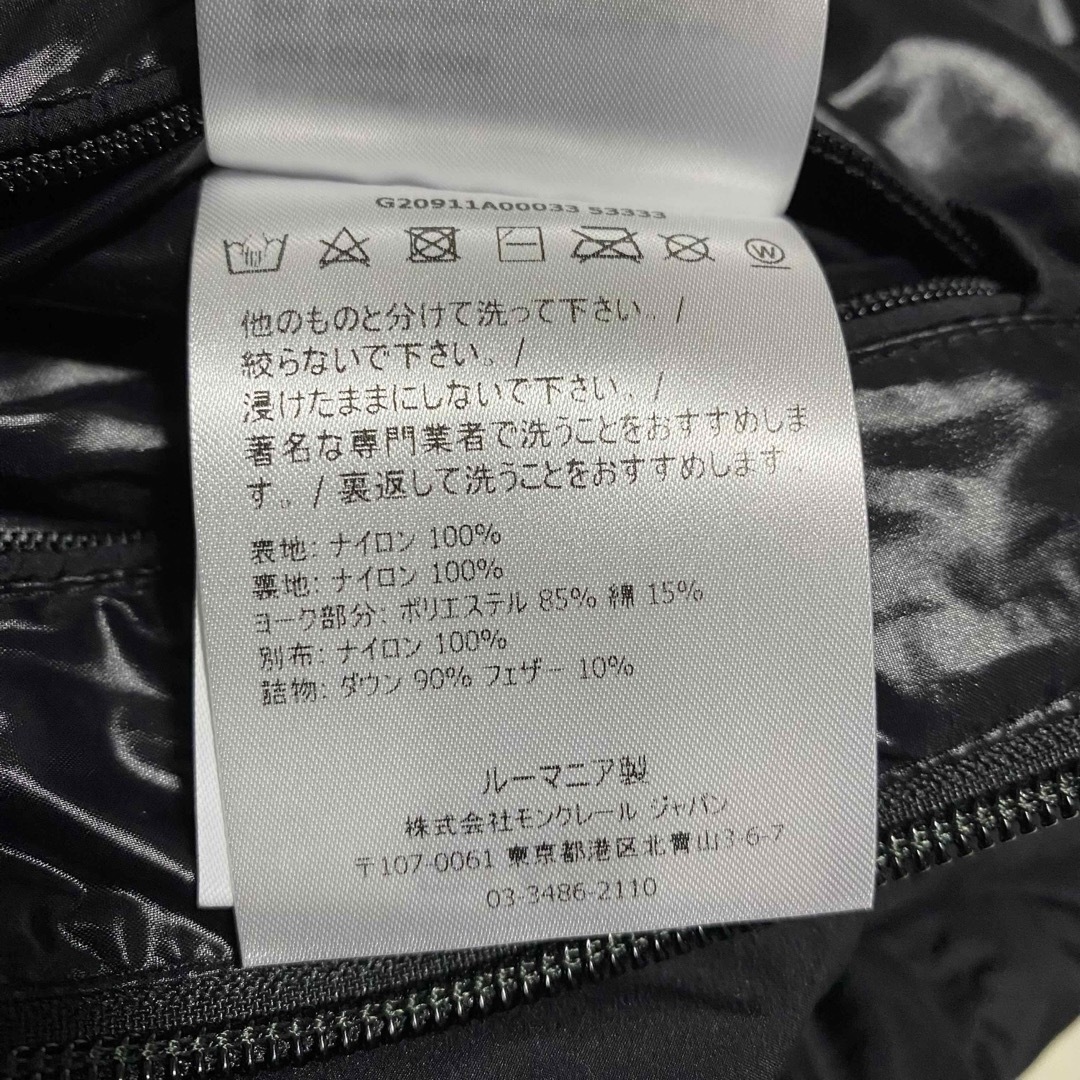 G20911A00033 53333
W
他のものと分けて洗って下さい。/
絞らないで下さい。/
浸けたままにしないで下さい。/
著名な専門業者で洗うことをおすすめしま
す。/ 裏返して洗うことをおすすめします。
表地: ナイロン 100%
裏地: ナイロン 100%
ヨーク部分: ポリエステル 85% 綿 15%
別布: ナイロン 100%
詰物: ダウン 90% フェザー 10%
ルーマニア製
株式会社モンクレール ジャパン
〒107-0061 東京都港区北青山3-6-7
03-3486-2110